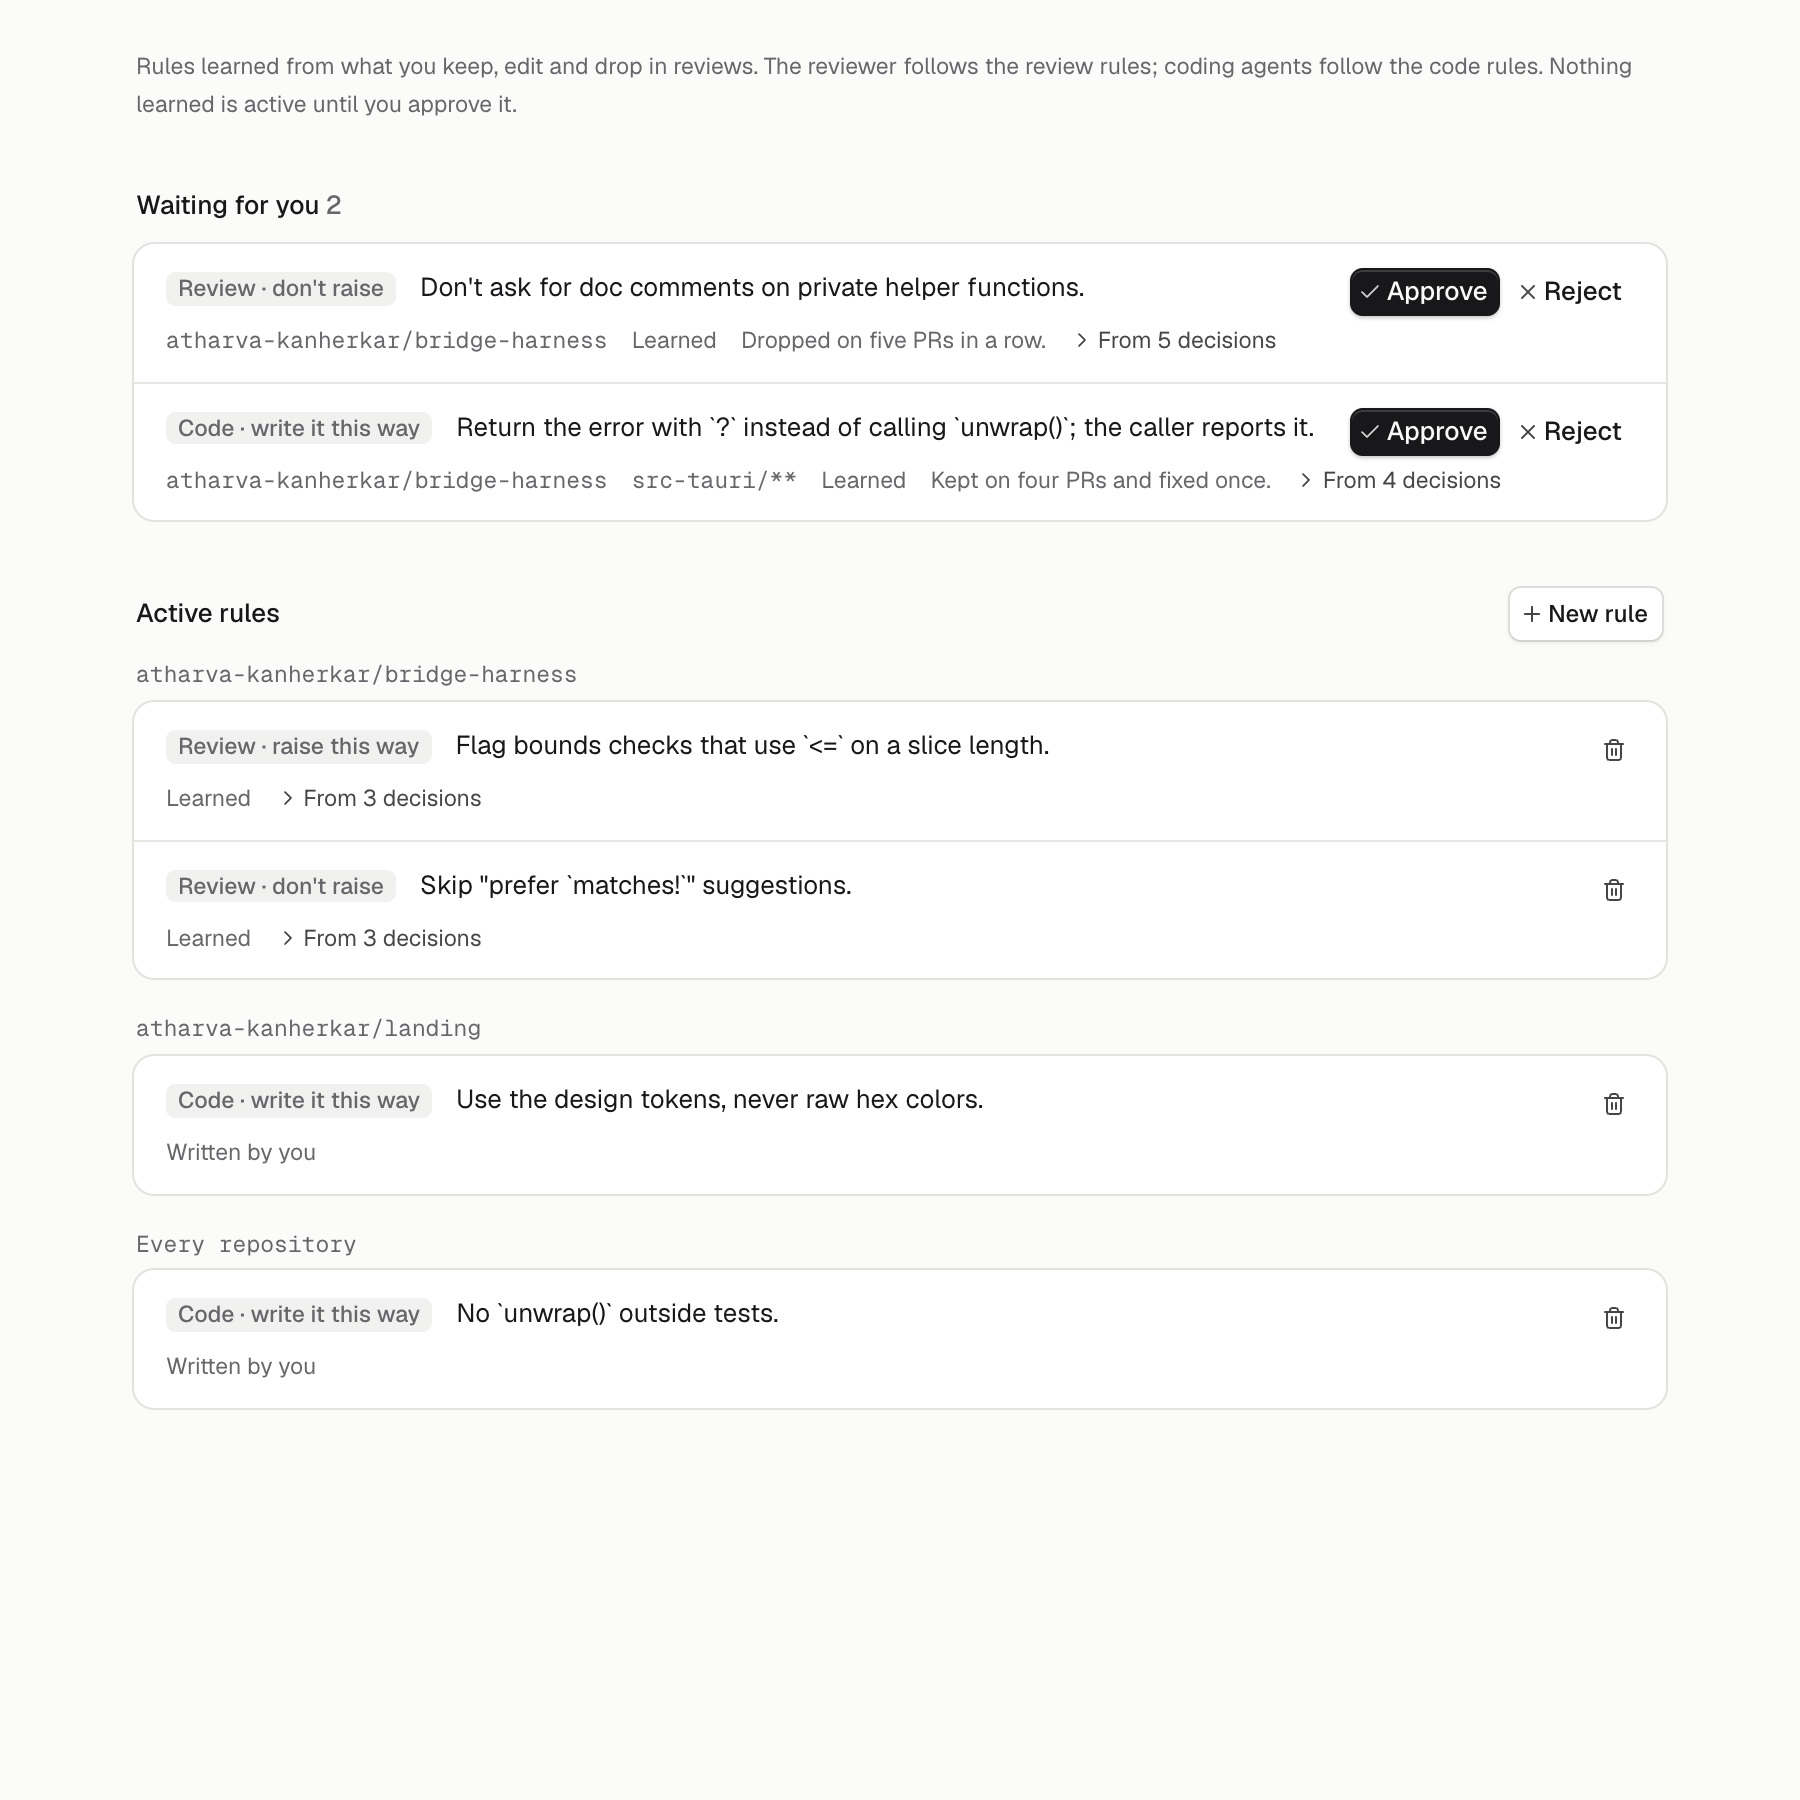 Rules learned from what you keep, edit and drop in reviews. The reviewer follows the review rules; coding agents follow the code rules. Nothing
learned is active until you approve it.
Waiting for you 2
Review · don't raise Don't ask for doc comments on private helper functions. Approve Reject
atharva-kanherkar/bridge-harness Learned Dropped on five PRs in a row. From 5 decisions
Code · write it this way Return the error with `?` instead of calling `unwrap()`; the caller reports it. Approve Reject
atharva-kanherkar/bridge-harness src-tauri/** Learned Kept on four PRs and fixed once. From 4 decisions
Active rules New rule
atharva-kanherkar/bridge-harness
Review · raise this way Flag bounds checks that use `<=` on a slice length.
Learned From 3 decisions
Review · don't raise Skip "prefer `matches!`" suggestions.
Learned From 3 decisions
atharva-kanherkar/landing
Code · write it this way Use the design tokens, never raw hex colors.
Written by you
Every repository
Code · write it this way No `unwrap()` outside tests.
Written by you